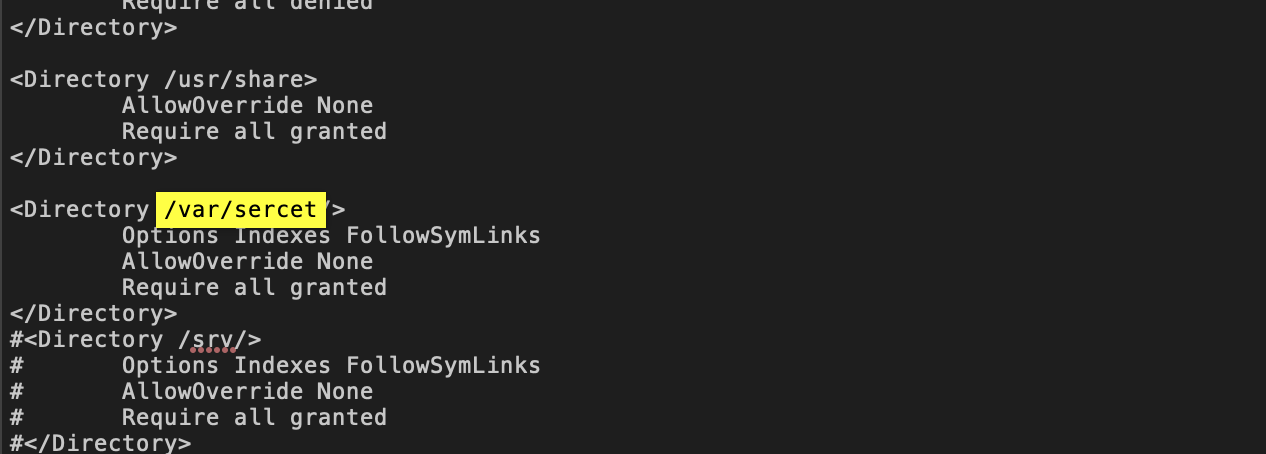 Require all denied
</Directory>
<Directory /usr/share>
AllowOverride None
Require all granted
</Directory>
<Directory /var/sercet/>
Options Indexes FollowSymLinks
AllowOverride None
Require all granted
</Directory>
#<Directory /srv/>
#       Options Indexes FollowSymLinks
#       AllowOverride None
#       Require all granted
#</Directory>